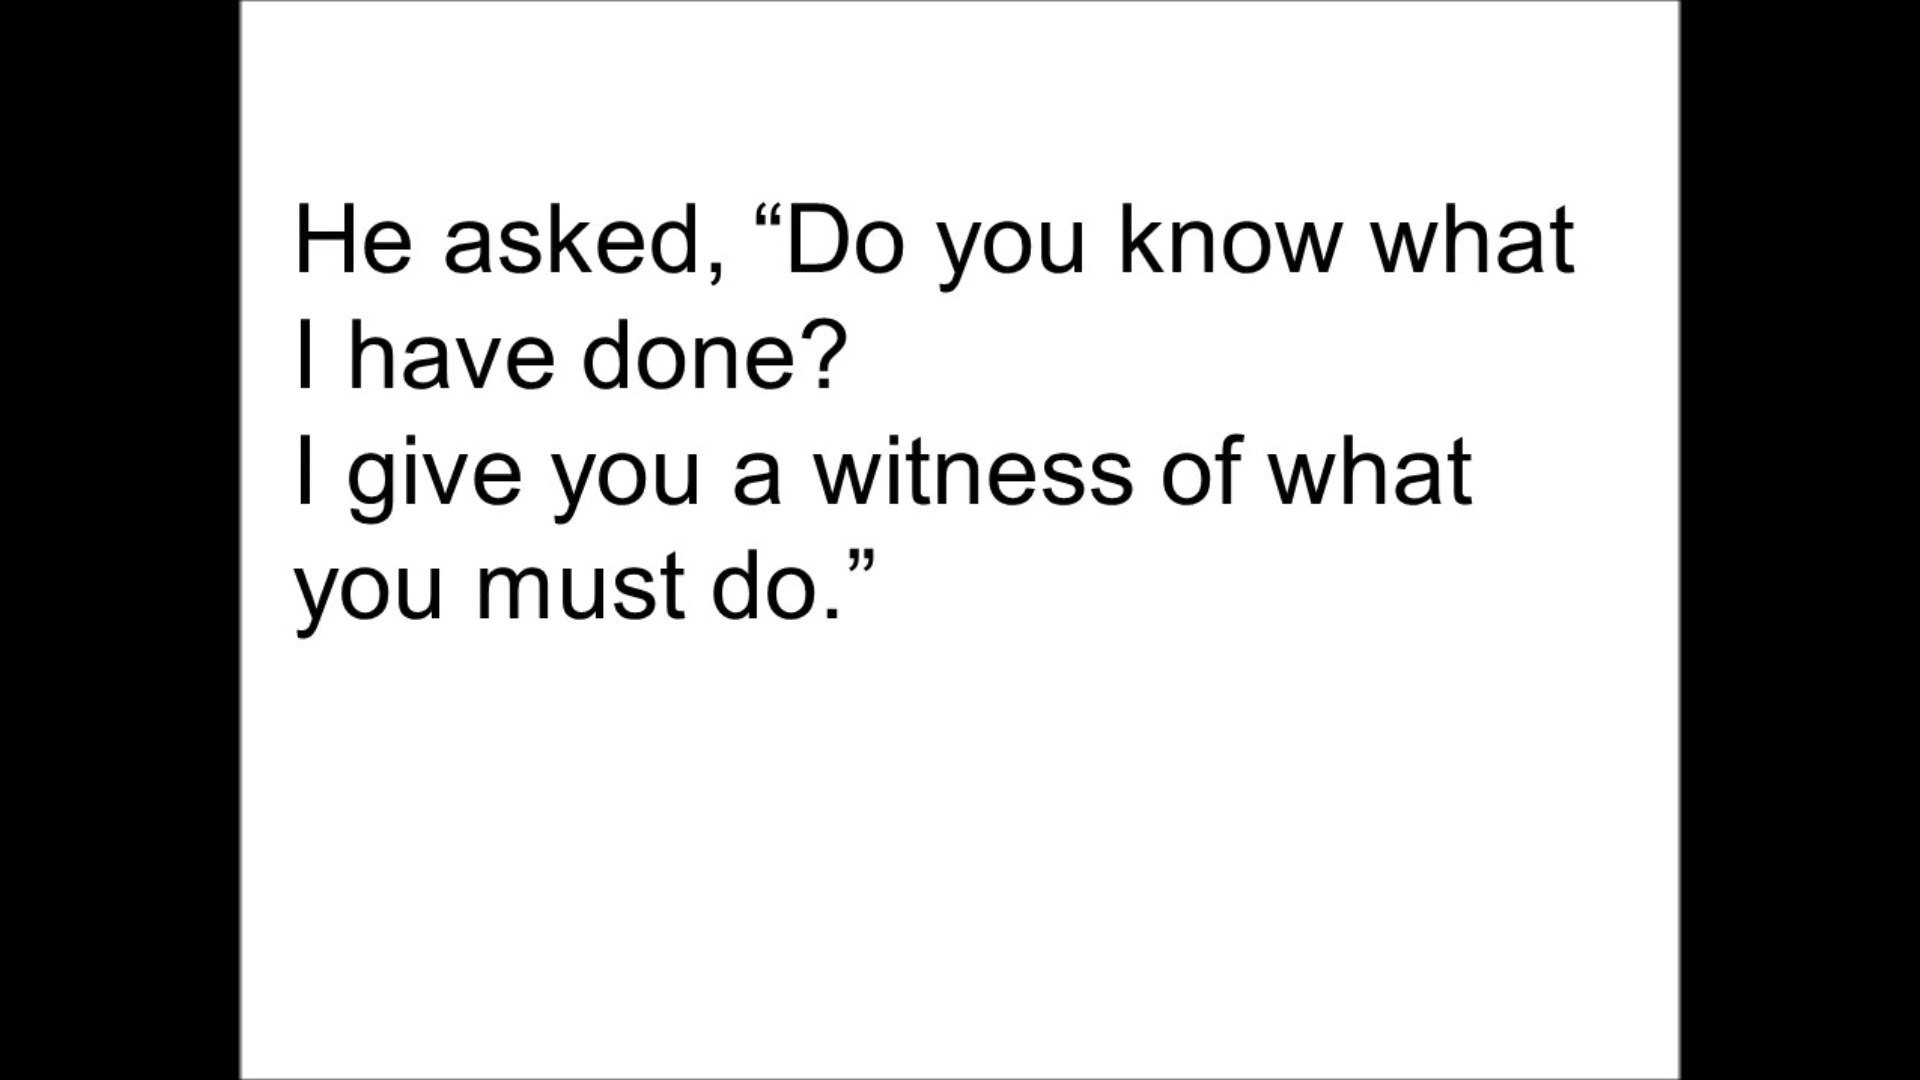 He asked, “Do you know what
I have done?
I give you a witness of what
you must do.”